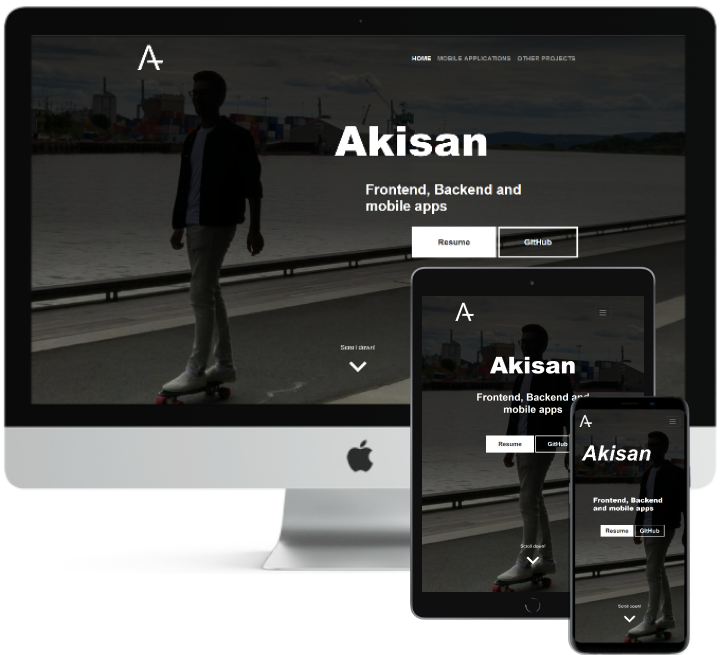 HOME MOBILE APPLICATIONS OTHER PROJECTS
Akisan
Frontend, Backend and
mobile apps
Resume GitHub
Scroll down!
Akisan
Frontend, Backend and
mobile apps
Resume GitHub
Scroll down!
Akisan
Frontend, Backend
and mobile apps
Resume GitHub
Scroll down!